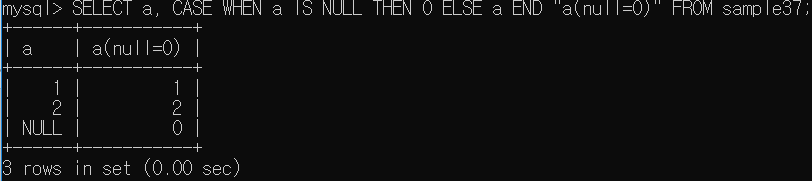 mysql> SELECT a, CASE WHEN a IS NULL THEN 0 ELSE a END "a(null=0)" FROM sample37;
+------+-----------+
| a    | a(null=0) |
+------+-----------+
|    1 |         1 |
|    2 |         2 |
| NULL |         0 |
+------+-----------+
3 rows in set (0.00 sec)